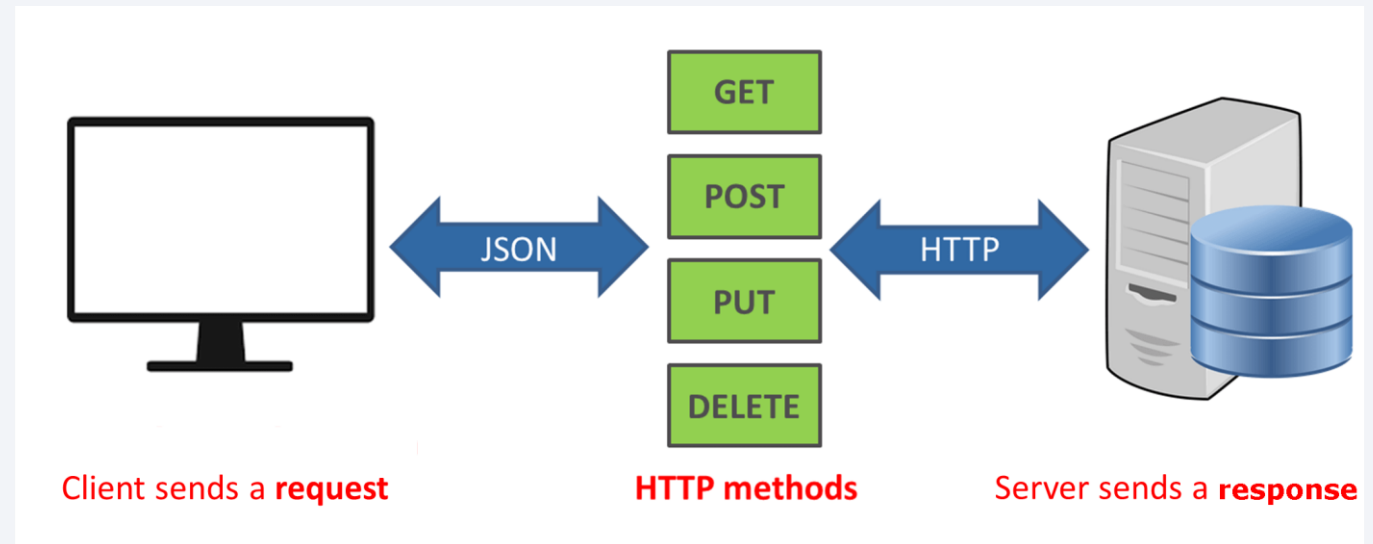 GET
POST
JSON
HTTP
PUT
DELETE
Client sends a request
HTTP methods
Server sends a response